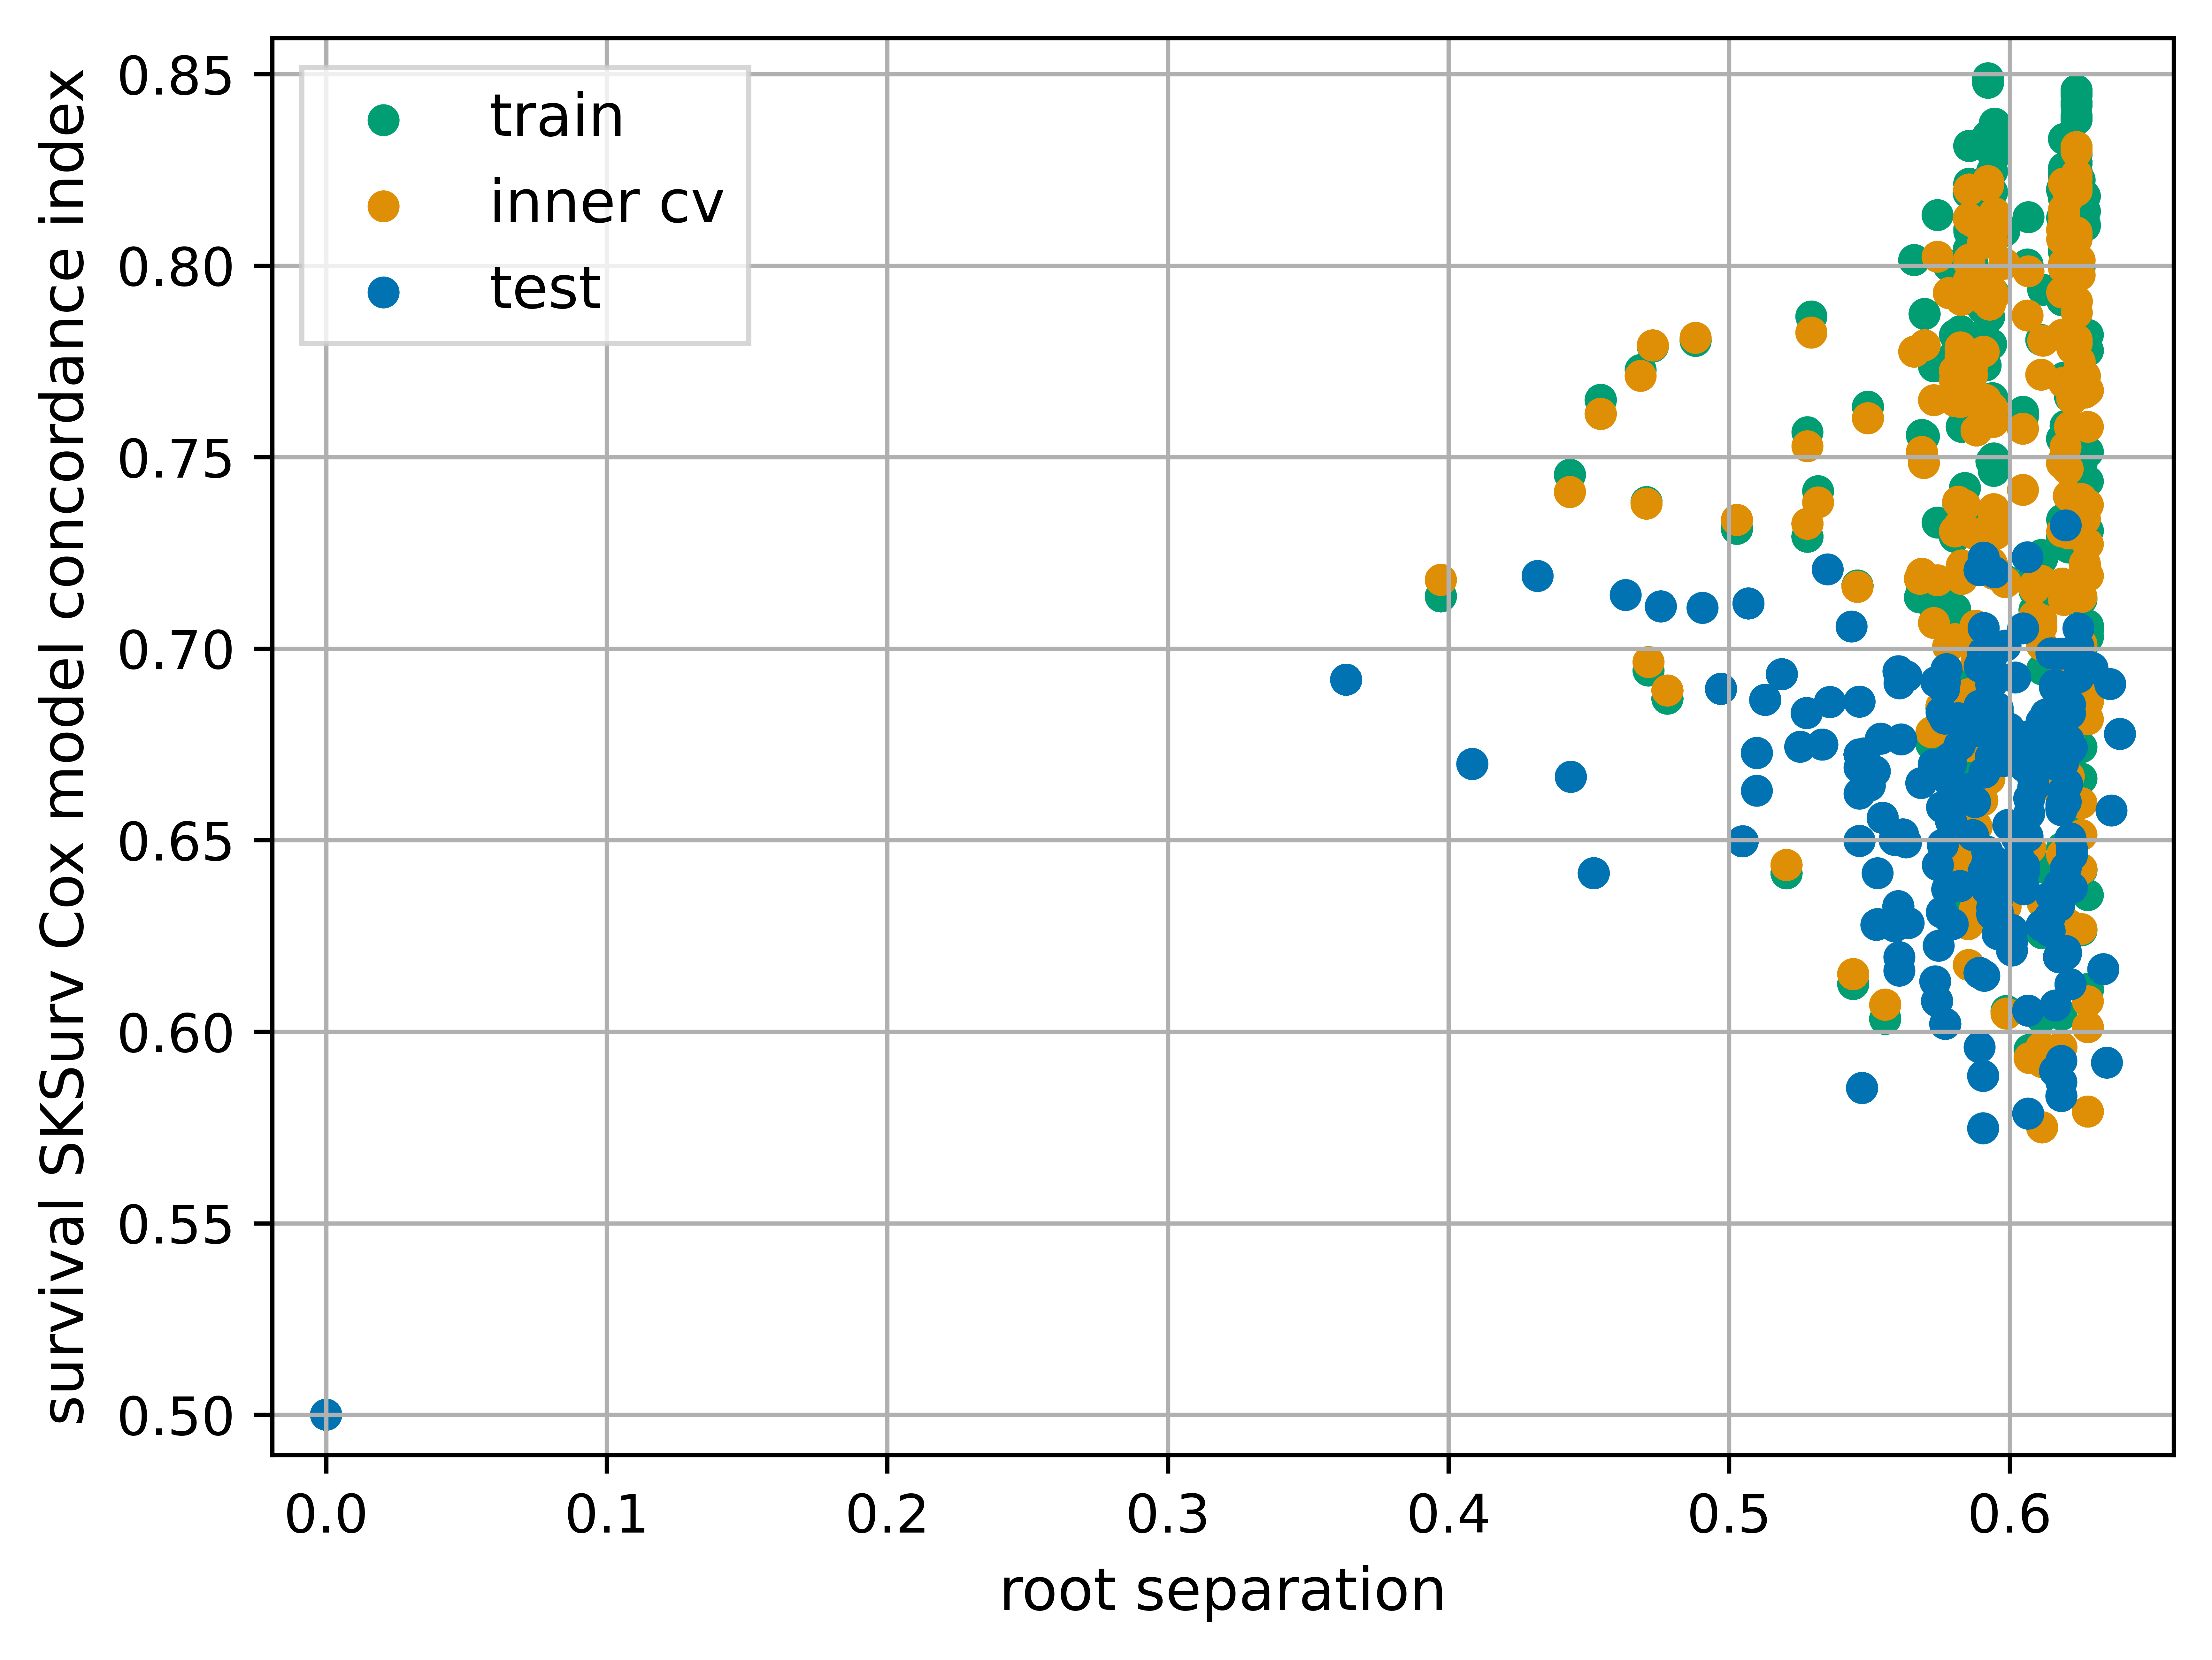 survival SKSurv Cox model concordance index
0.85
0.80
0.75
0.70
0.65
0.60
0.55
0.50
train
inner cv
test
0.0 0.1 0.2 0.3 0.4 0.5 0.6
root separation